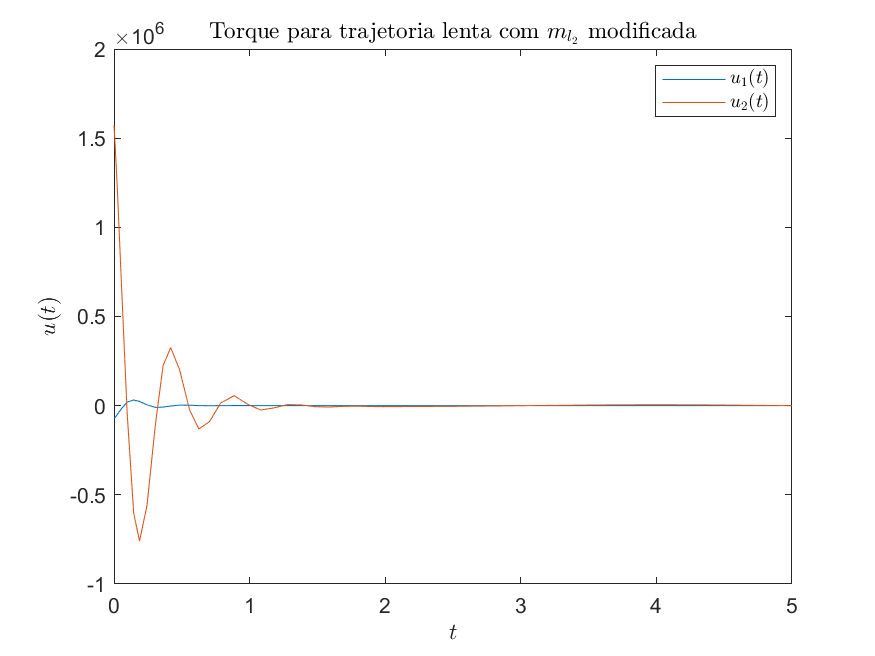 Torque para trajetoria lenta com m_{l_2} modificada
×10^6
u_1(t)
u_2(t)
2
1.5
1
0.5
0
-0.5
-1
u(t)
0 1 2 3 4 5
t